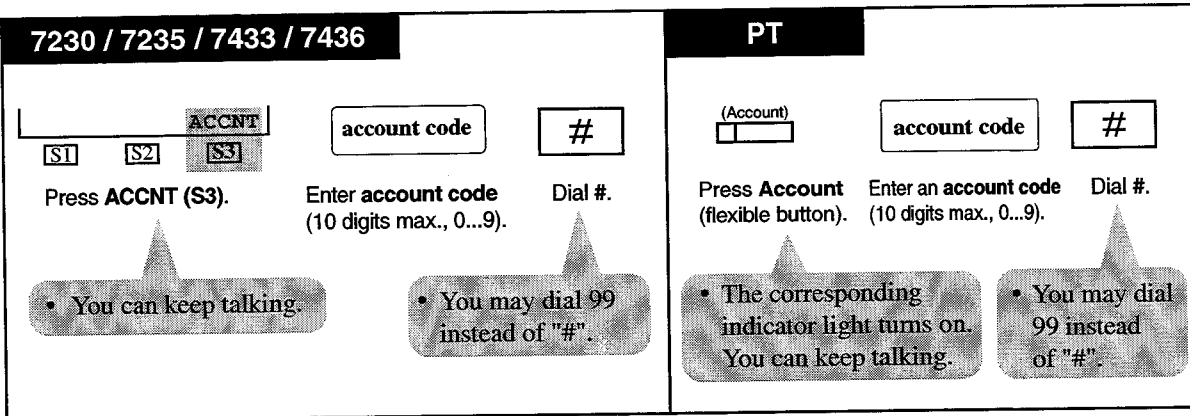 7230 / 7235 / 7433 / 7436
ACCNT
S1 S2 S3
account code
#
Press ACCNT (S3).
Enter account code
(10 digits max., 0...9).
Dial #.
• You can keep talking.
• You may dial 99
instead of "#".
PT
(Account)
account code
#
Press Account
(flexible button).
Enter an account code
(10 digits max., 0...9).
Dial #.
• The corresponding
indicator light turns on.
You can keep talking.
• You may dial
99 instead
of "#".